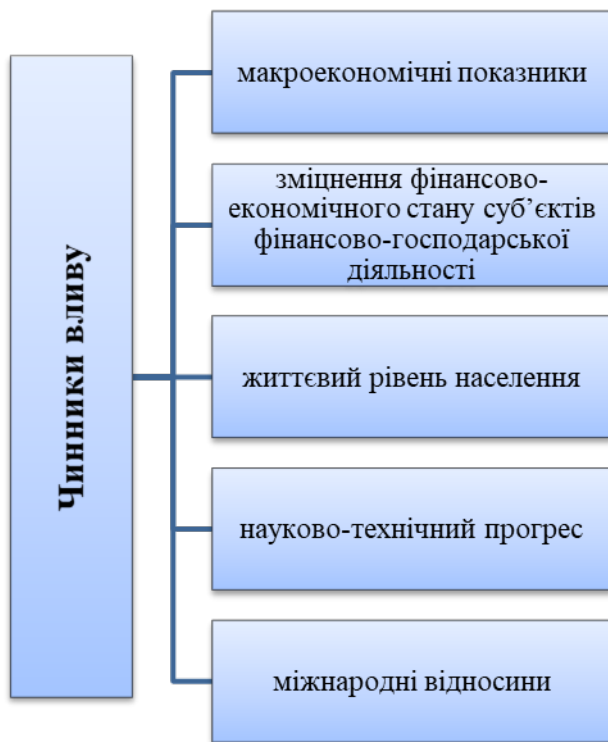 Чинники вливу
макроекономічні показники
зміцнення фінансово-
економічного стану суб’єктів
фінансово-господарської
діяльності
життєвий рівень населення
науково-технічний прогрес
міжнародні відносини